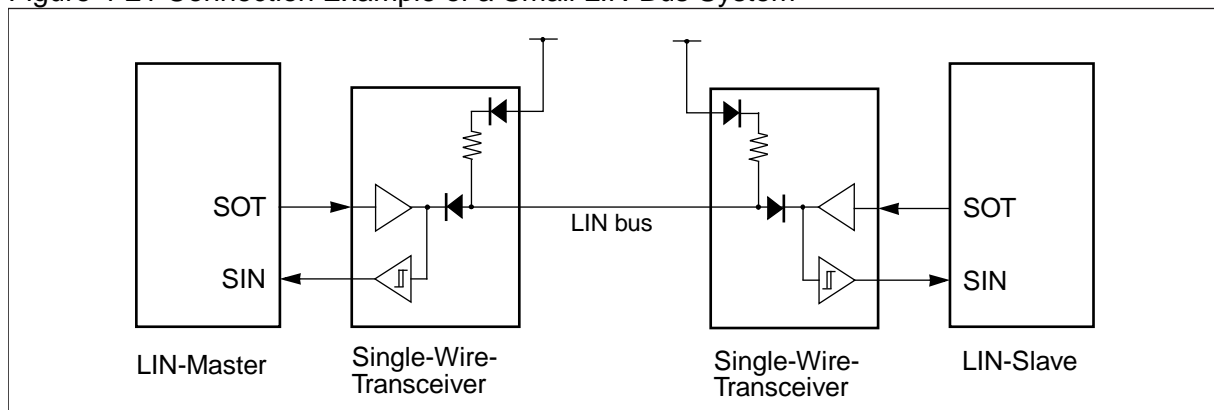 SOT
SIN
LIN bus
SOT
SIN
LIN-Master
Single-Wire-
Transceiver
Single-Wire-
Transceiver
LIN-Slave